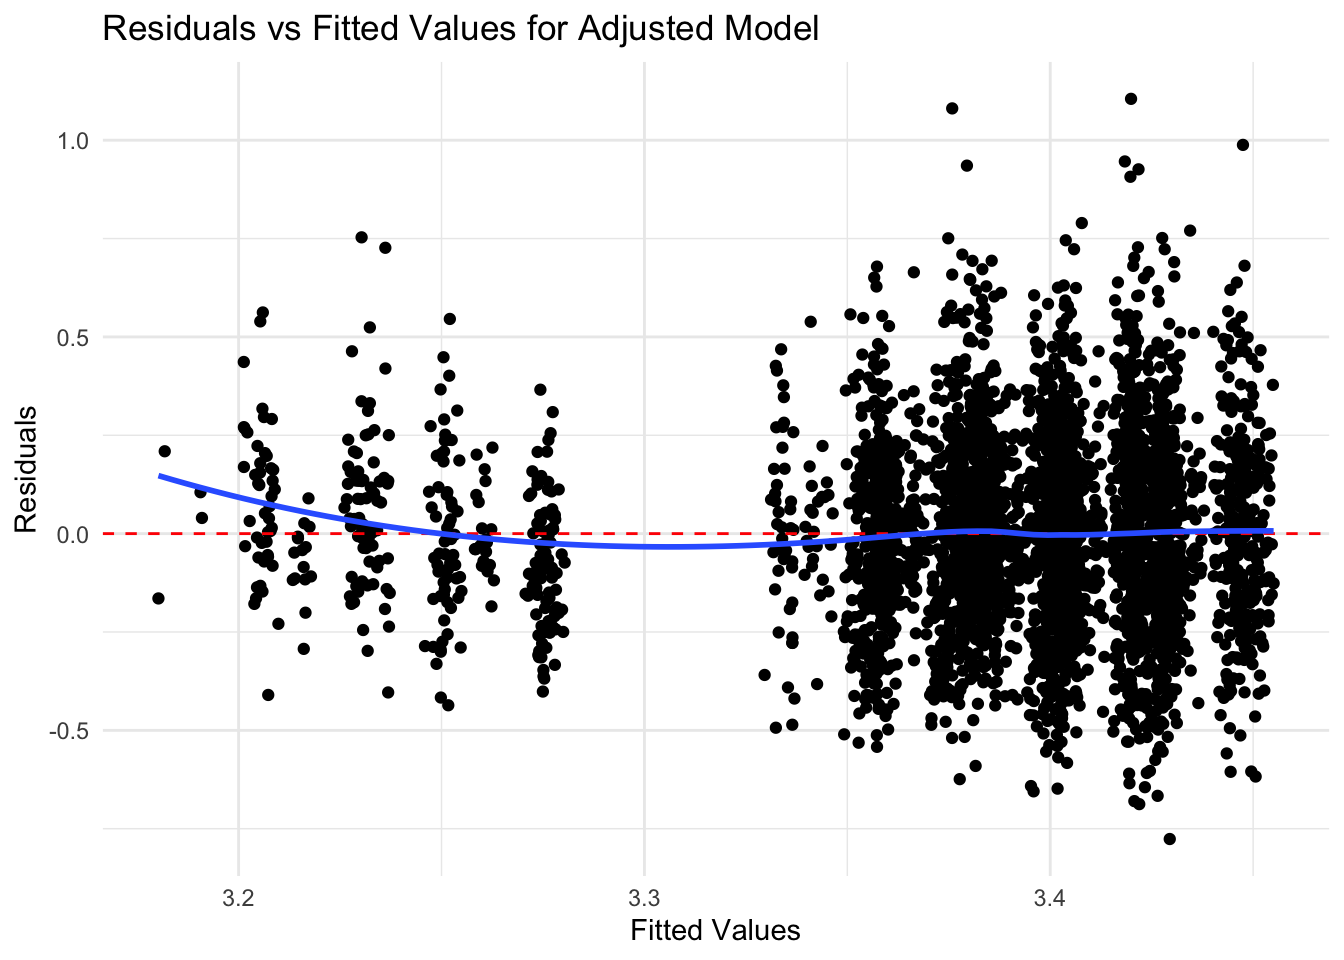 Residuals vs Fitted Values for Adjusted Model
Residuals
1.0
0.5
0.0
-0.5
3.2 3.3 3.4
Fitted Values